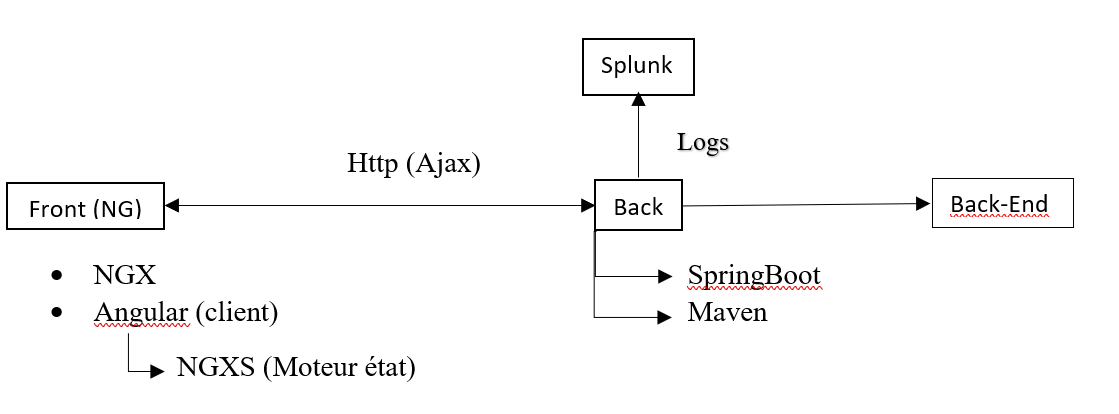 Splunk
Logs
Http (Ajax)
Front (NG)
Back
Back-End
• NGX
• Angular (client)
NGXS (Moteur état)
SpringBoot
Maven